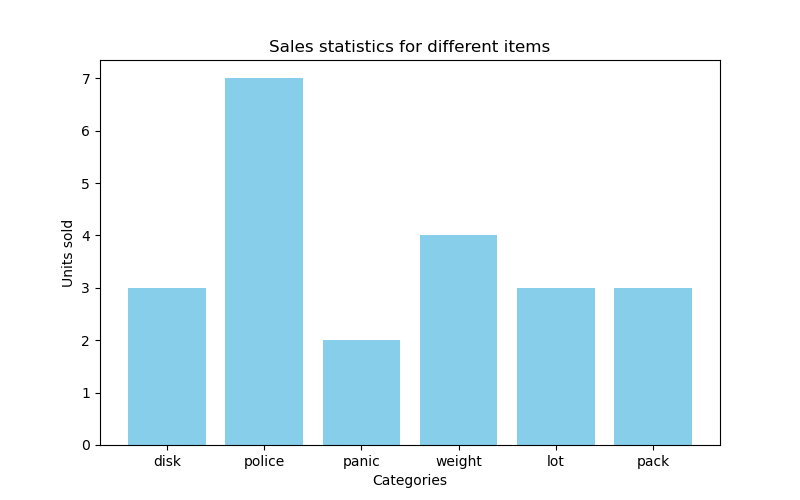 Sales statistics for different items
Units sold
7
6
5
4
3
2
1
0
disk police panic weight lot pack
Categories